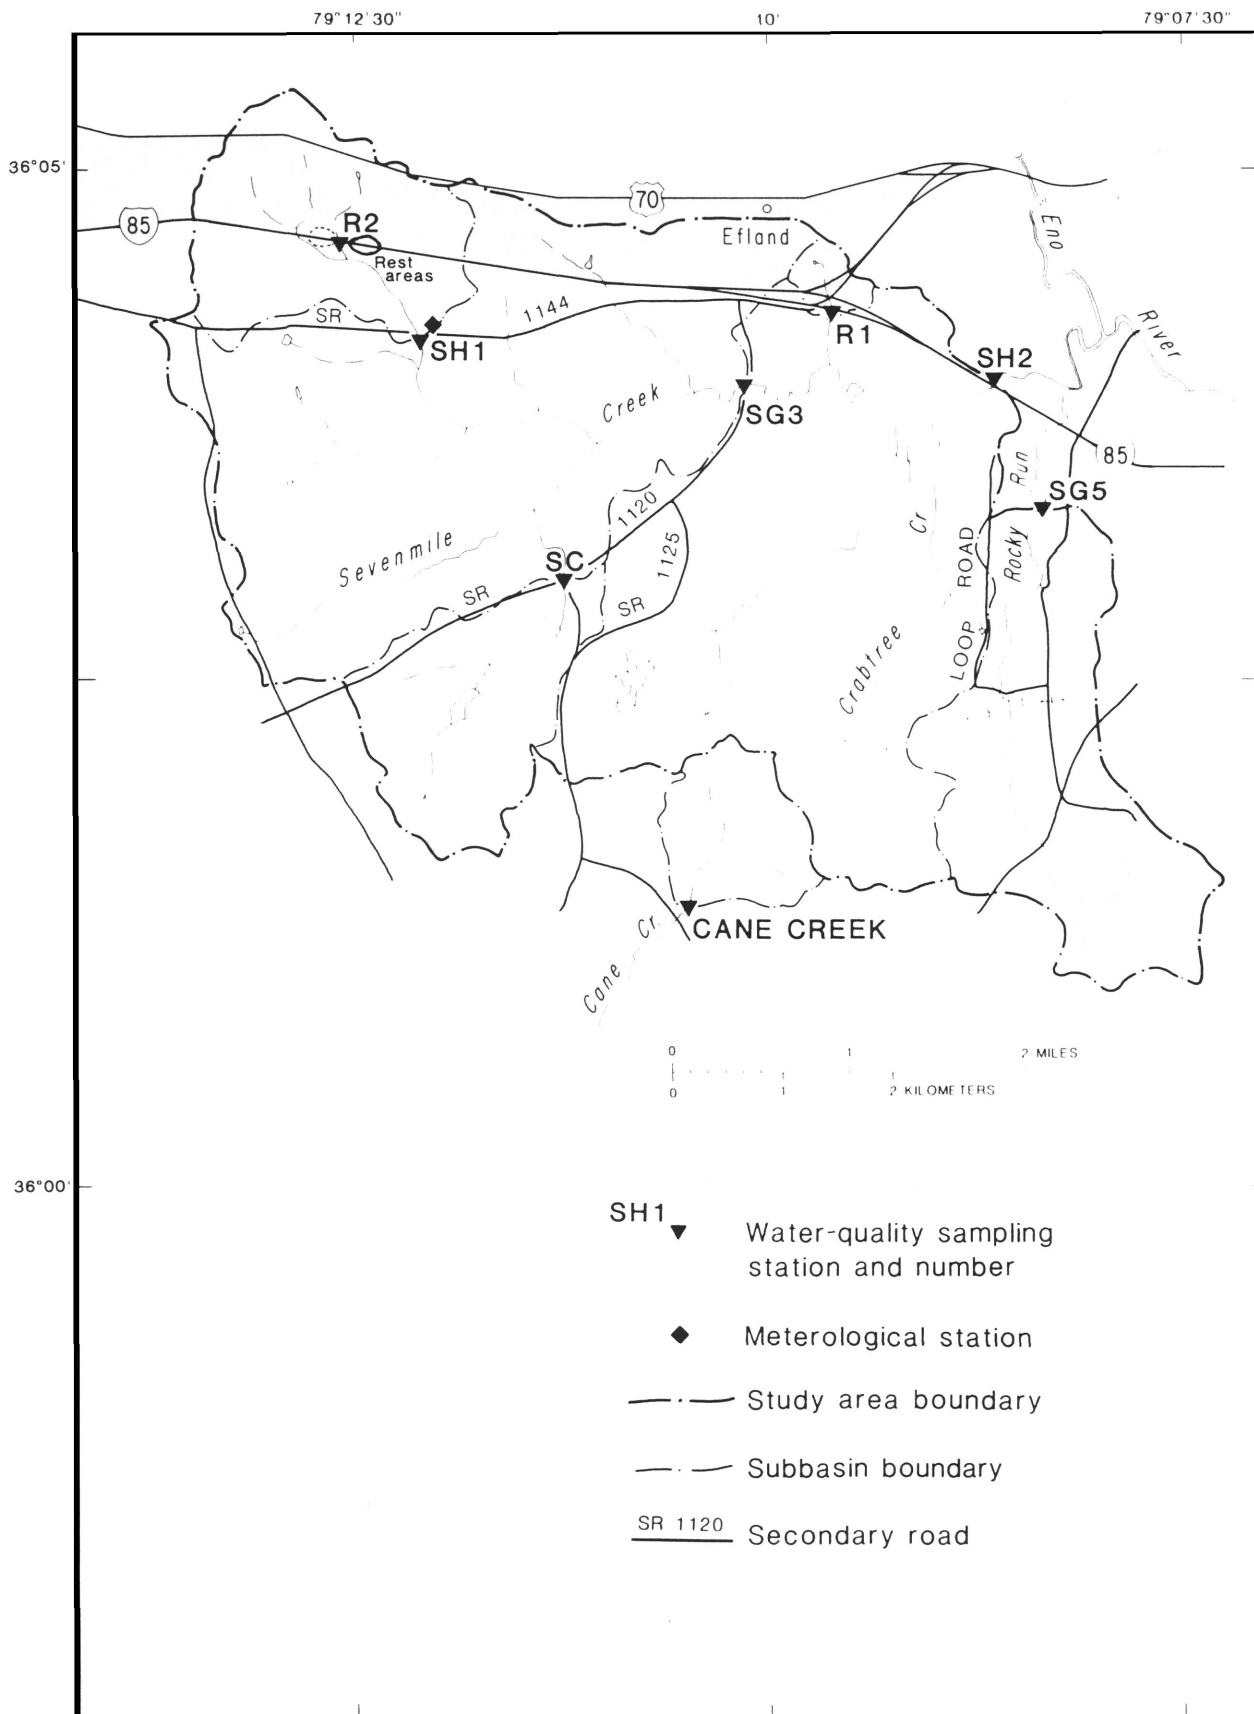 79°12'30"
10'
79°07'30"
36°05'
70
85
R2
Efland
Eno
Rest
areas
1144
SR
River
R1
SH1
SH2
Creek
SG3
85
Run
SG5
1120
Cr
Sevenmile
1125
ROAD
Rocky
SC
SR
SR
LOOP
Crabtree
Cr.
CANE CREEK
Cane
0 1 2 MILES
0 1 2 KILOMETERS
36°00'
SH1
Water-quality sampling
station and number
Meterological station
Study area boundary
Subbasin boundary
SR 1120
Secondary road